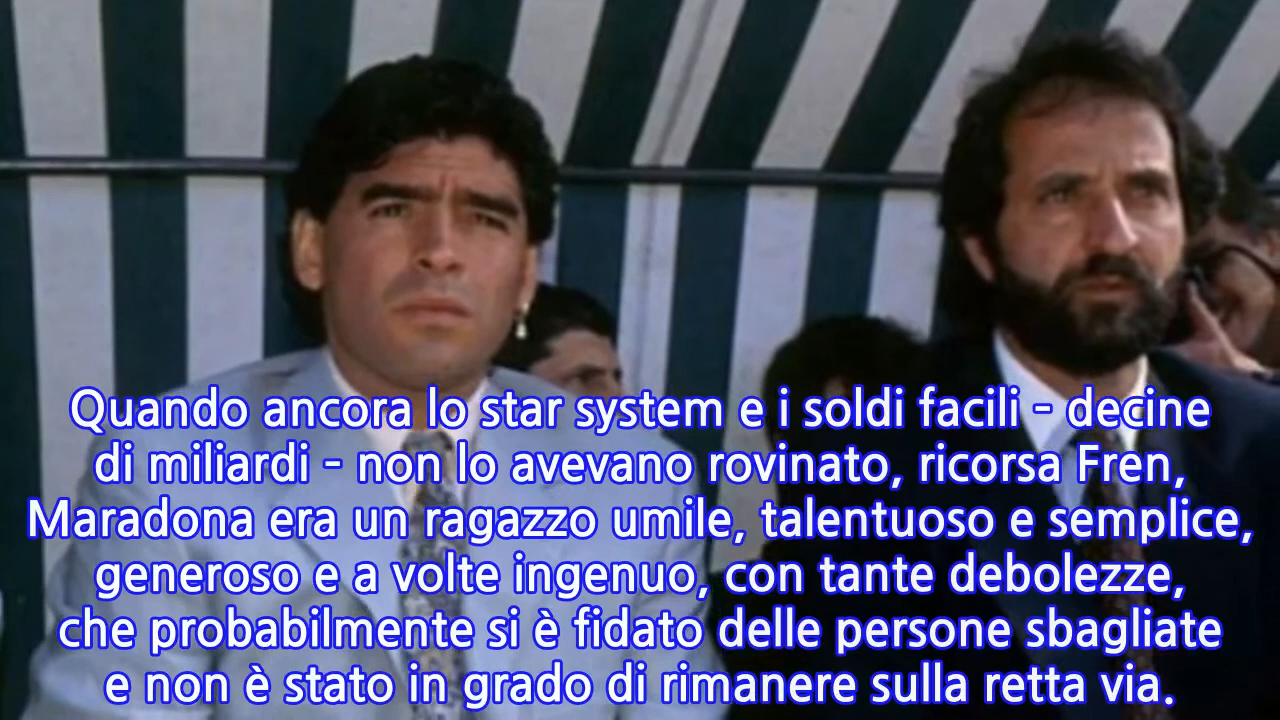 Quando ancora lo star system e i soldi facili - decine
di miliardi - non lo avevano rovinato, ricorsa Fren,
Maradona era un ragazzo umile, talentuoso e semplice,
generoso e a volte ingenuo, con tante debolezze,
che probabilmente si è fidato delle persone sbagliate
e non è stato in grado di rimanere sulla retta via.